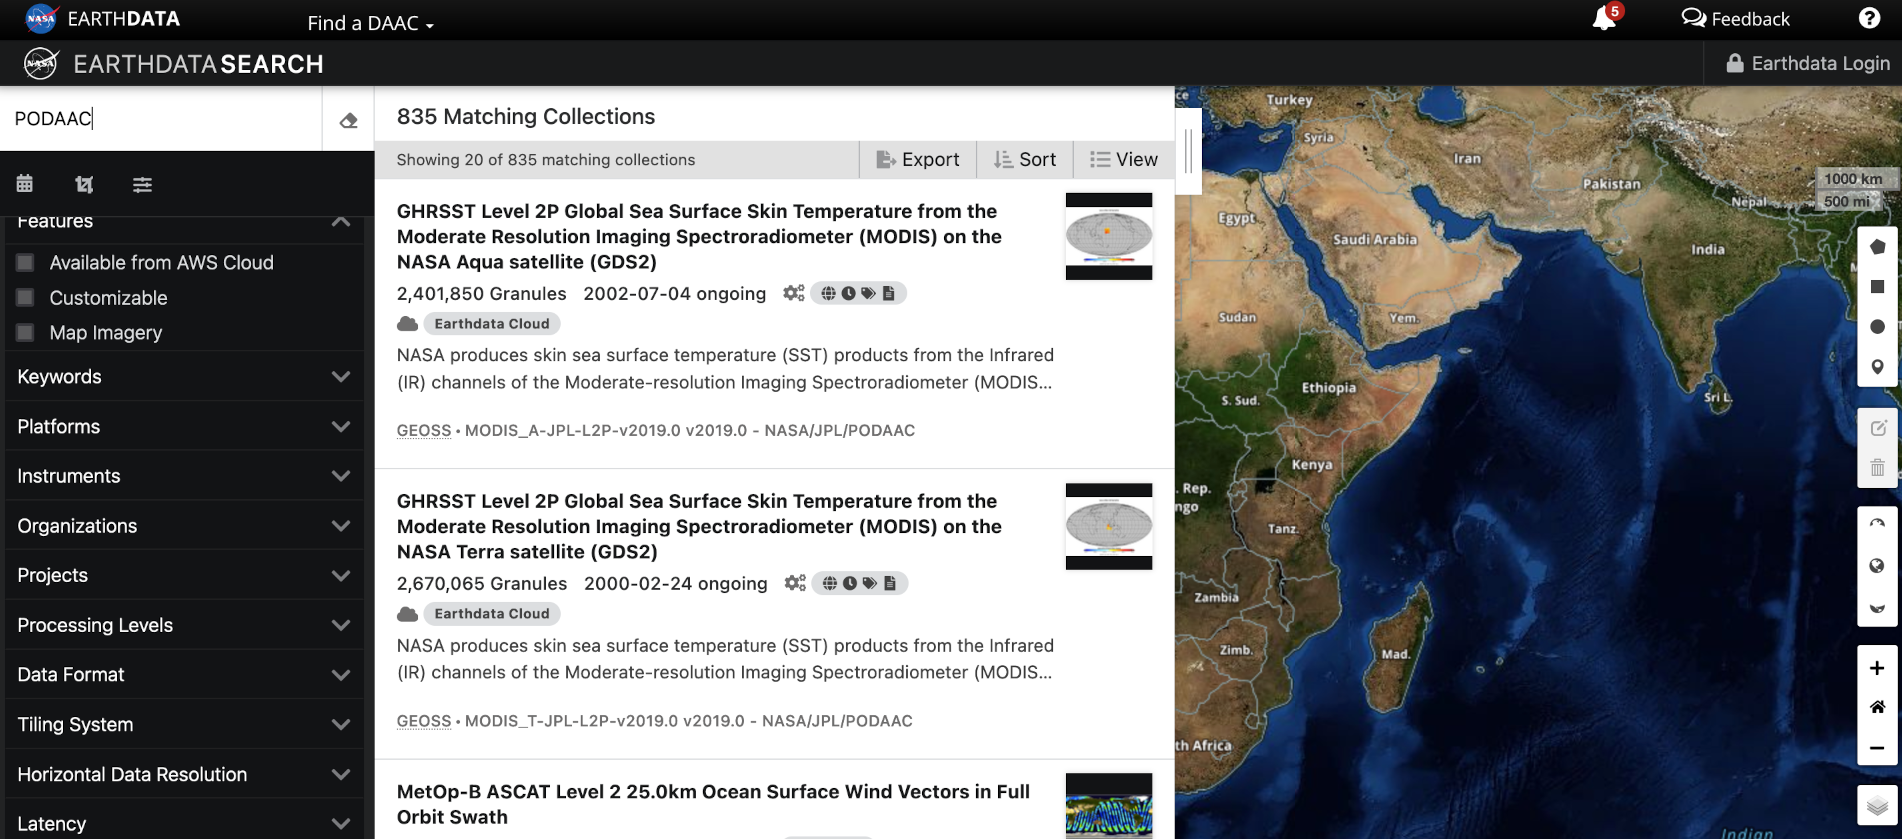 NASA EARTHDATA
Find a DAAC
5
Feedback
?
NASA EARTHDATASEARCH
Earthdata Login
PODAAC
835 Matching Collections
Showing 20 of 835 matching collections
Export
Sort
View
Features
Available from AWS Cloud
Customizable
Map Imagery
Keywords
Platforms
Instruments
Organizations
Projects
Processing Levels
Data Format
Tiling System
Horizontal Data Resolution
Latency
GHRSST Level 2P Global Sea Surface Skin Temperature from the
Moderate Resolution Imaging Spectroradiometer (MODIS) on the
NASA Aqua satellite (GDS2)
2,401,850 Granules 2002-07-04 ongoing
Earthdata Cloud
NASA produces skin sea surface temperature (SST) products from the Infrared
(IR) channels of the Moderate-resolution Imaging Spectroradiometer (MODIS...
GEOSS • MODIS_A-JPL-L2P-v2019.0 v2019.0 - NASA/JPL/PODAAC
GHRSST Level 2P Global Sea Surface Skin Temperature from the
Moderate Resolution Imaging Spectroradiometer (MODIS) on the
NASA Terra satellite (GDS2)
2,670,065 Granules 2000-02-24 ongoing
Earthdata Cloud
NASA produces skin sea surface temperature (SST) products from the Infrared
(IR) channels of the Moderate-resolution Imaging Spectroradiometer (MODIS...
GEOSS • MODIS_T-JPL-L2P-v2019.0 v2019.0 - NASA/JPL/PODAAC
MetOp-B ASCAT Level 2 25.0km Ocean Surface Wind Vectors in Full
Orbit Swath
ce
Turkey
Syria
Iran
Pakistan
1000 km
500 mi
Nepal
Egypt
Saudi Arabia
India
M
Sudan
Yem.
Ethiopia
S. Sud.
Sri L.
Kenya
. Rep.
ngo
Tanz.
Zambia
Zimb.
Mad.
th Africa
Indian